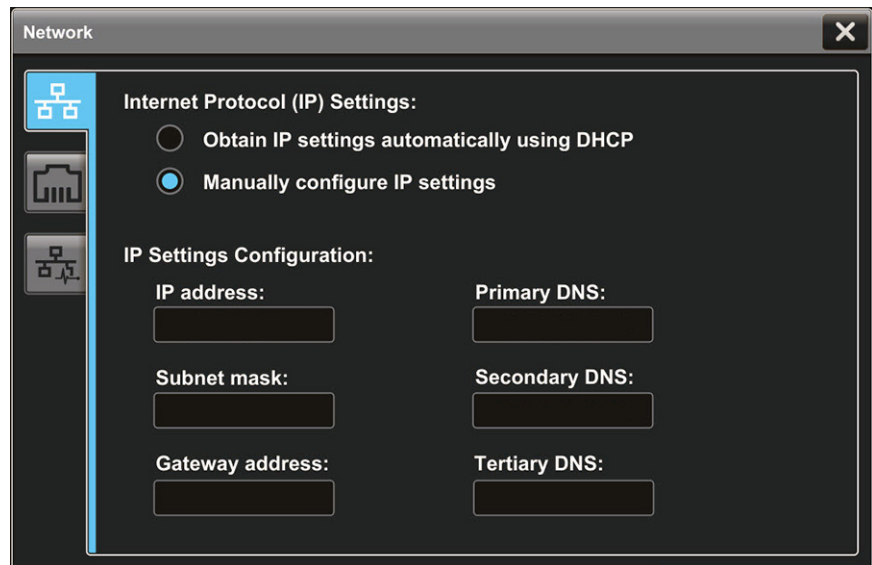 Network
Internet Protocol (IP) Settings:
Obtain IP settings automatically using DHCP
Manually configure IP settings
IP Settings Configuration:
IP address:
Primary DNS:
Subnet mask:
Secondary DNS:
Gateway address:
Tertiary DNS: